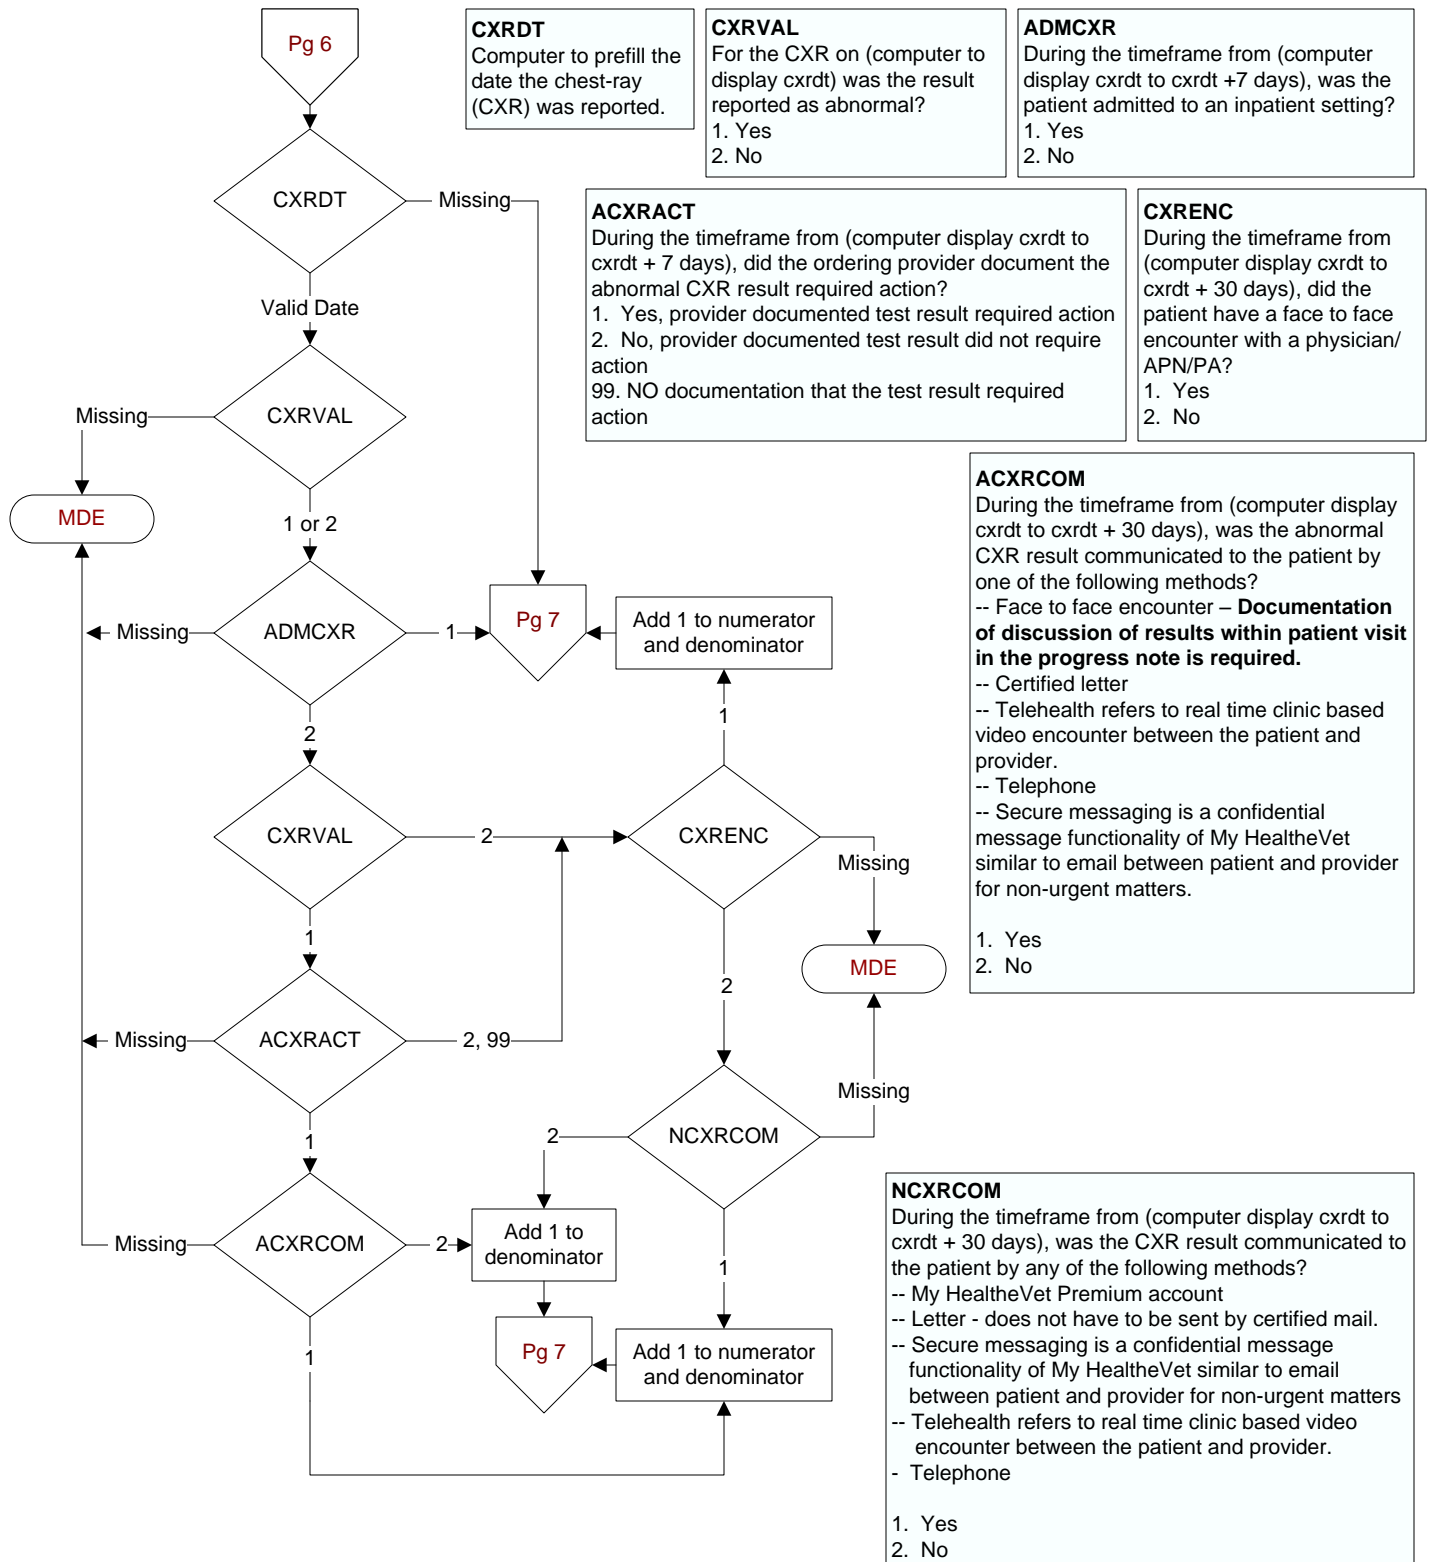 Pg 6
CXRDT
Computer to prefill the
date the chest-ray
(CXR) was reported.
CXRVAL
For the CXR on (computer to
display cxrdt) was the result
reported as abnormal?
1. Yes
2. No
ADMCXR
During the timeframe from (computer
display cxrdt to cxrdt +7 days), was the
patient admitted to an inpatient setting?
1. Yes
2. No
CXRDT
Missing
ACXRACT
During the timeframe from (computer display cxrdt to
cxrdt + 7 days), did the ordering provider document the
abnormal CXR result required action?
1. Yes, provider documented test result required action
2. No, provider documented test result did not require
action
99. NO documentation that the test result required
action
CXRENC
During the timeframe from
(computer display cxrdt to
cxrdt + 30 days), did the
patient have a face to face
encounter with a physician/
APN/PA?
1. Yes
2. No
Valid Date
Missing
CXRVAL
MDE
1 or 2
ACXRCOM
During the timeframe from (computer display
cxrdt to cxrdt + 30 days), was the abnormal
CXR result communicated to the patient by
one of the following methods?
-- Face to face encounter – Documentation
of discussion of results within patient visit
in the progress note is required.
-- Certified letter
-- Telehealth refers to real time clinic based
video encounter between the patient and
provider.
-- Telephone
-- Secure messaging is a confidential
message functionality of My HealtheVet
similar to email between patient and provider
for non-urgent matters.
1. Yes
2. No
Missing
ADMCXR
1
Pg 7
Add 1 to numerator
and denominator
2
1
CXRVAL
2
CXRENC
Missing
1
MDE
2
Missing
ACXRACT
2, 99
Missing
1
2
NCXRCOM
Missing
ACXRCOM
2
Add 1 to
denominator
1
1
Pg 7
Add 1 to numerator
and denominator
NCXRCOM
During the timeframe from (computer display cxrdt to
cxrdt + 30 days), was the CXR result communicated to
the patient by any of the following methods?
-- My HealtheVet Premium account
-- Letter - does not have to be sent by certified mail.
-- Secure messaging is a confidential message
functionality of My HealtheVet similar to email
between patient and provider for non-urgent matters
-- Telehealth refers to real time clinic based video
encounter between the patient and provider.
- Telephone
1. Yes
2. No